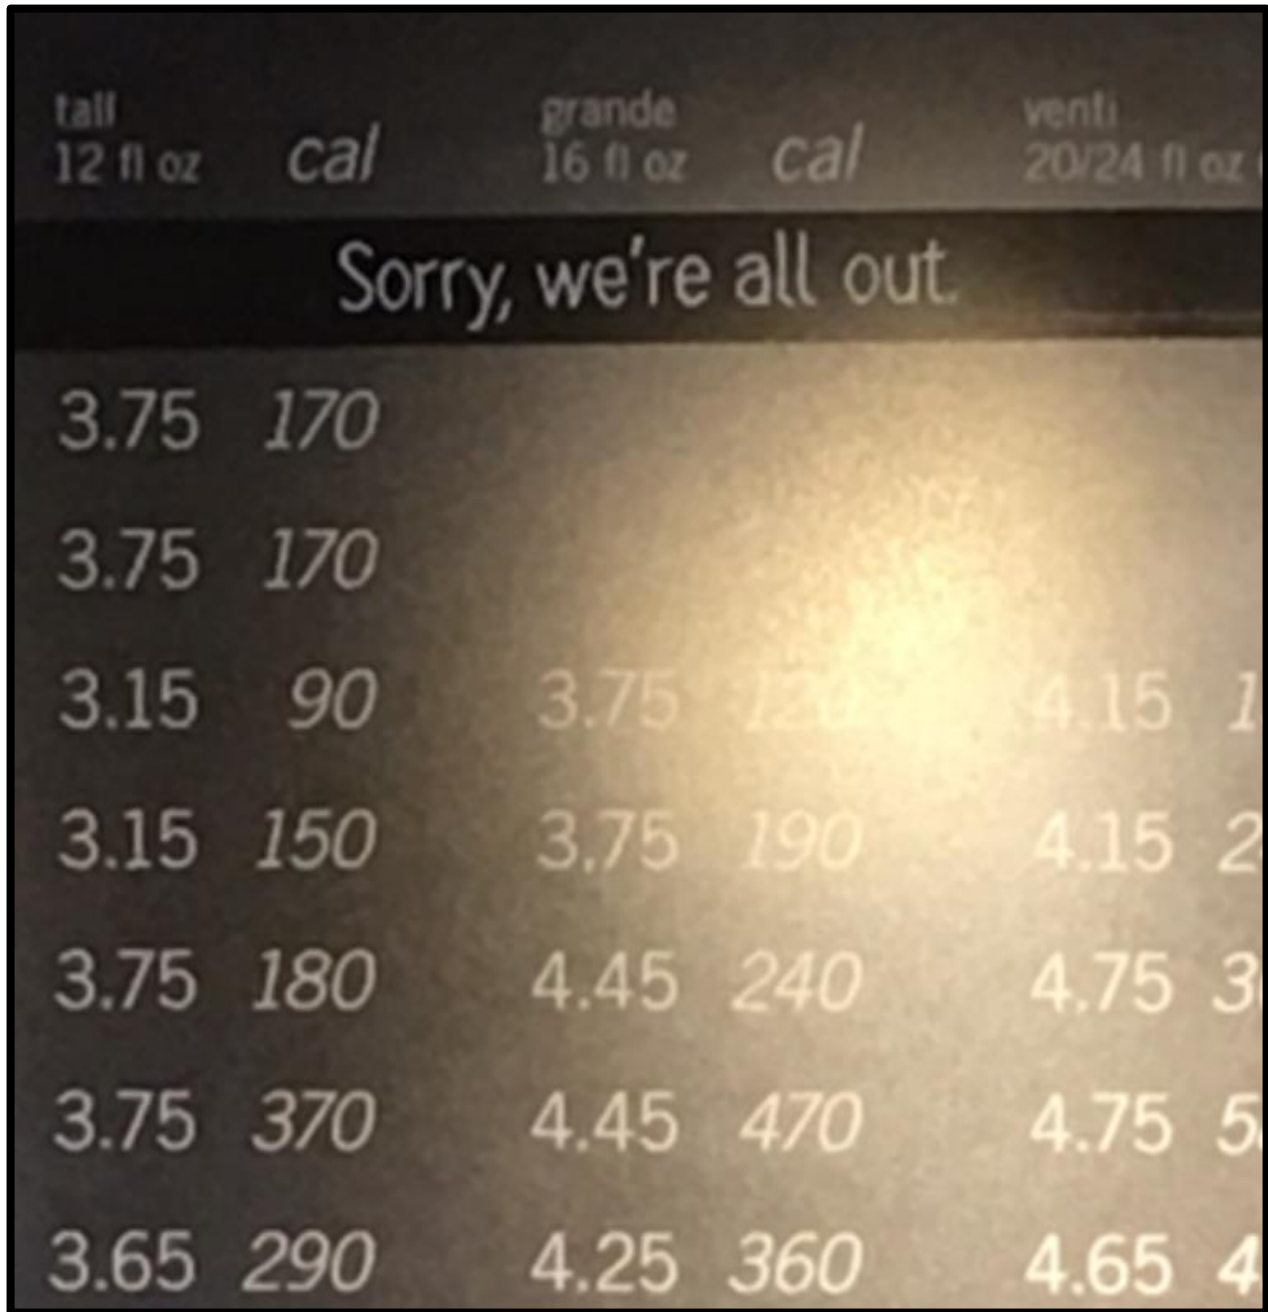 tall grande venti
12 fl oz cal 16 fl oz cal 20/24 fl oz
Sorry, we're all out.
3.75 170
3.75 170
3.15 90 3.75 120 4.15
3.15 150 3.75 190 4.15
3.75 180 4.45 240 4.75
3.75 370 4.45 470 4.75
3.65 290 4.25 360 4.65